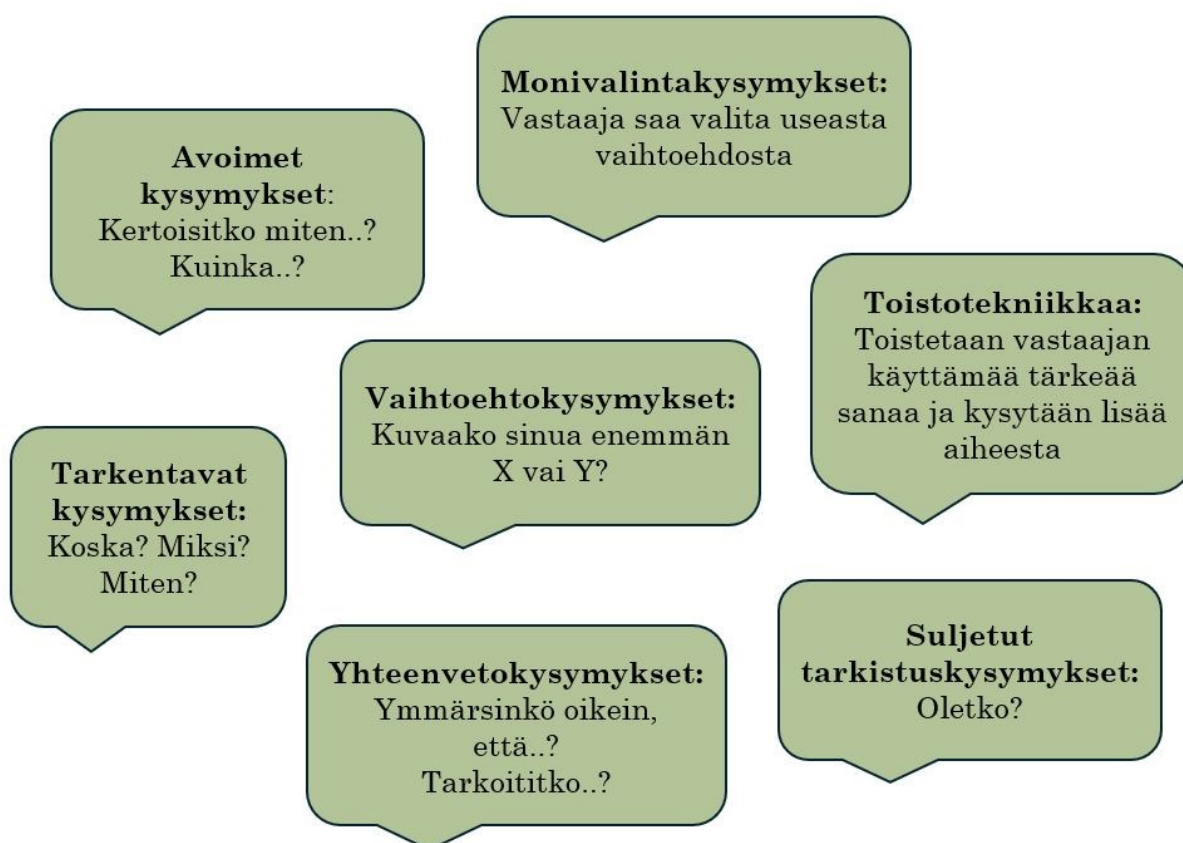 Monivalintakysymykset:
Vastaaja saa valita useasta
vaihtoehdosta
Avoimet
kysymykset:
Kertoisitko miten..?
Kuinka..?
Toistotekniikkaa:
Toistetaan vastaajan
käyttämää tärkeää
sanaa ja kysytään lisää
aiheesta
Vaihtoehtokysymykset:
Kuvaako sinua enemmän
X vai Y?
Tarkentavat
kysymykset:
Koska? Miksi?
Miten?
Suljetut
tarkistuskysymykset:
Oletko?
Yhteenvetokysymykset:
Ymmärsinkö oikein,
että..?
Tarkoititko..?